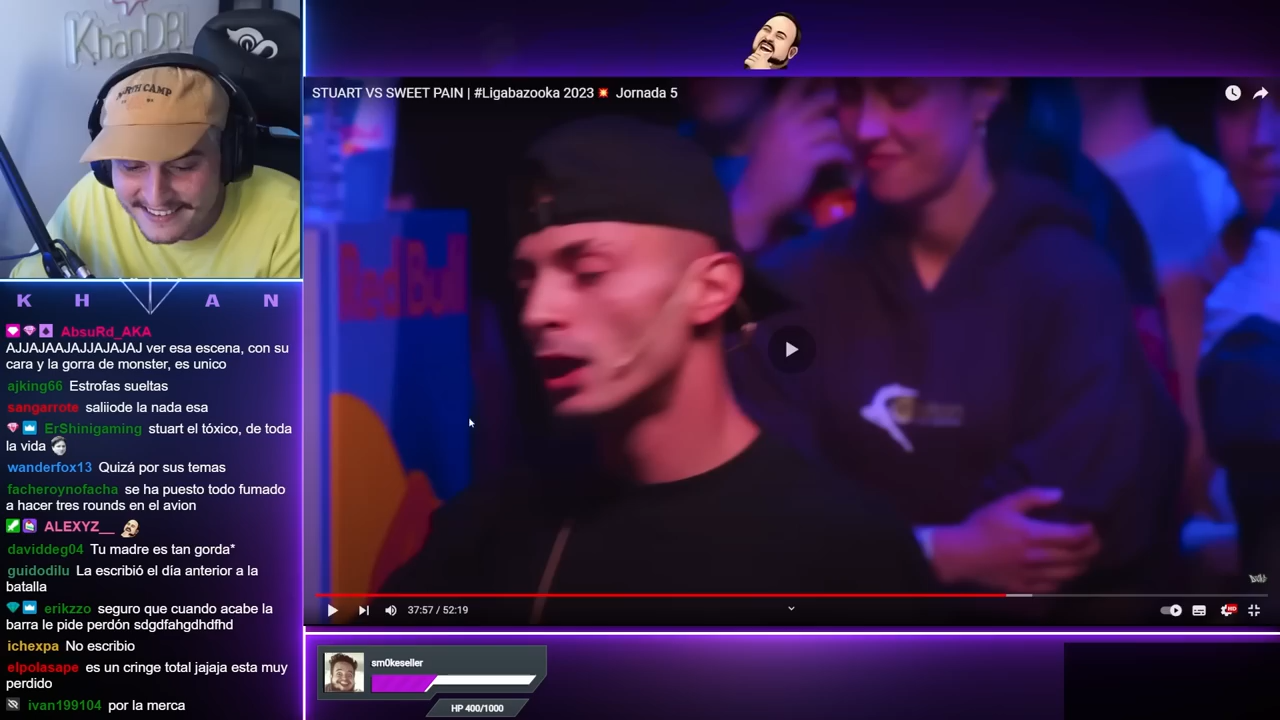 KhanDBL
NORTH CAMP
STUART VS SWEET PAIN | #Ligabazooka 2023💥 Jornada 5
Red Bull
K H A N
AbsuRd_AKA
AJJAJAAJAJJAJAJAJ ver esa escena, con su
cara y la gorra de monster, es unico
ajking66 Estrofas sueltas
sangarrote saliiode la nada esa
ErShinigaming stuart el tóxico, de toda
la vida
wanderfox13 Quizá por sus temas
facheroynofacha se ha puesto todo fumado
a hacer tres rounds en el avion
ALEXYZ__
daviddeg04 Tu madre es tan gorda*
guidodilu La escribió el día anterior a la
batalla
erikzzo seguro que cuando acabe la
barra le pide perdón sdgdfahgdhdfhd
ichexpa No escribio
elpolasape es un cringe total jajaja esta muy
perdido
ivan199104 por la merca
37:57 / 52:19
HD
sm0keseller
HP 400/1000